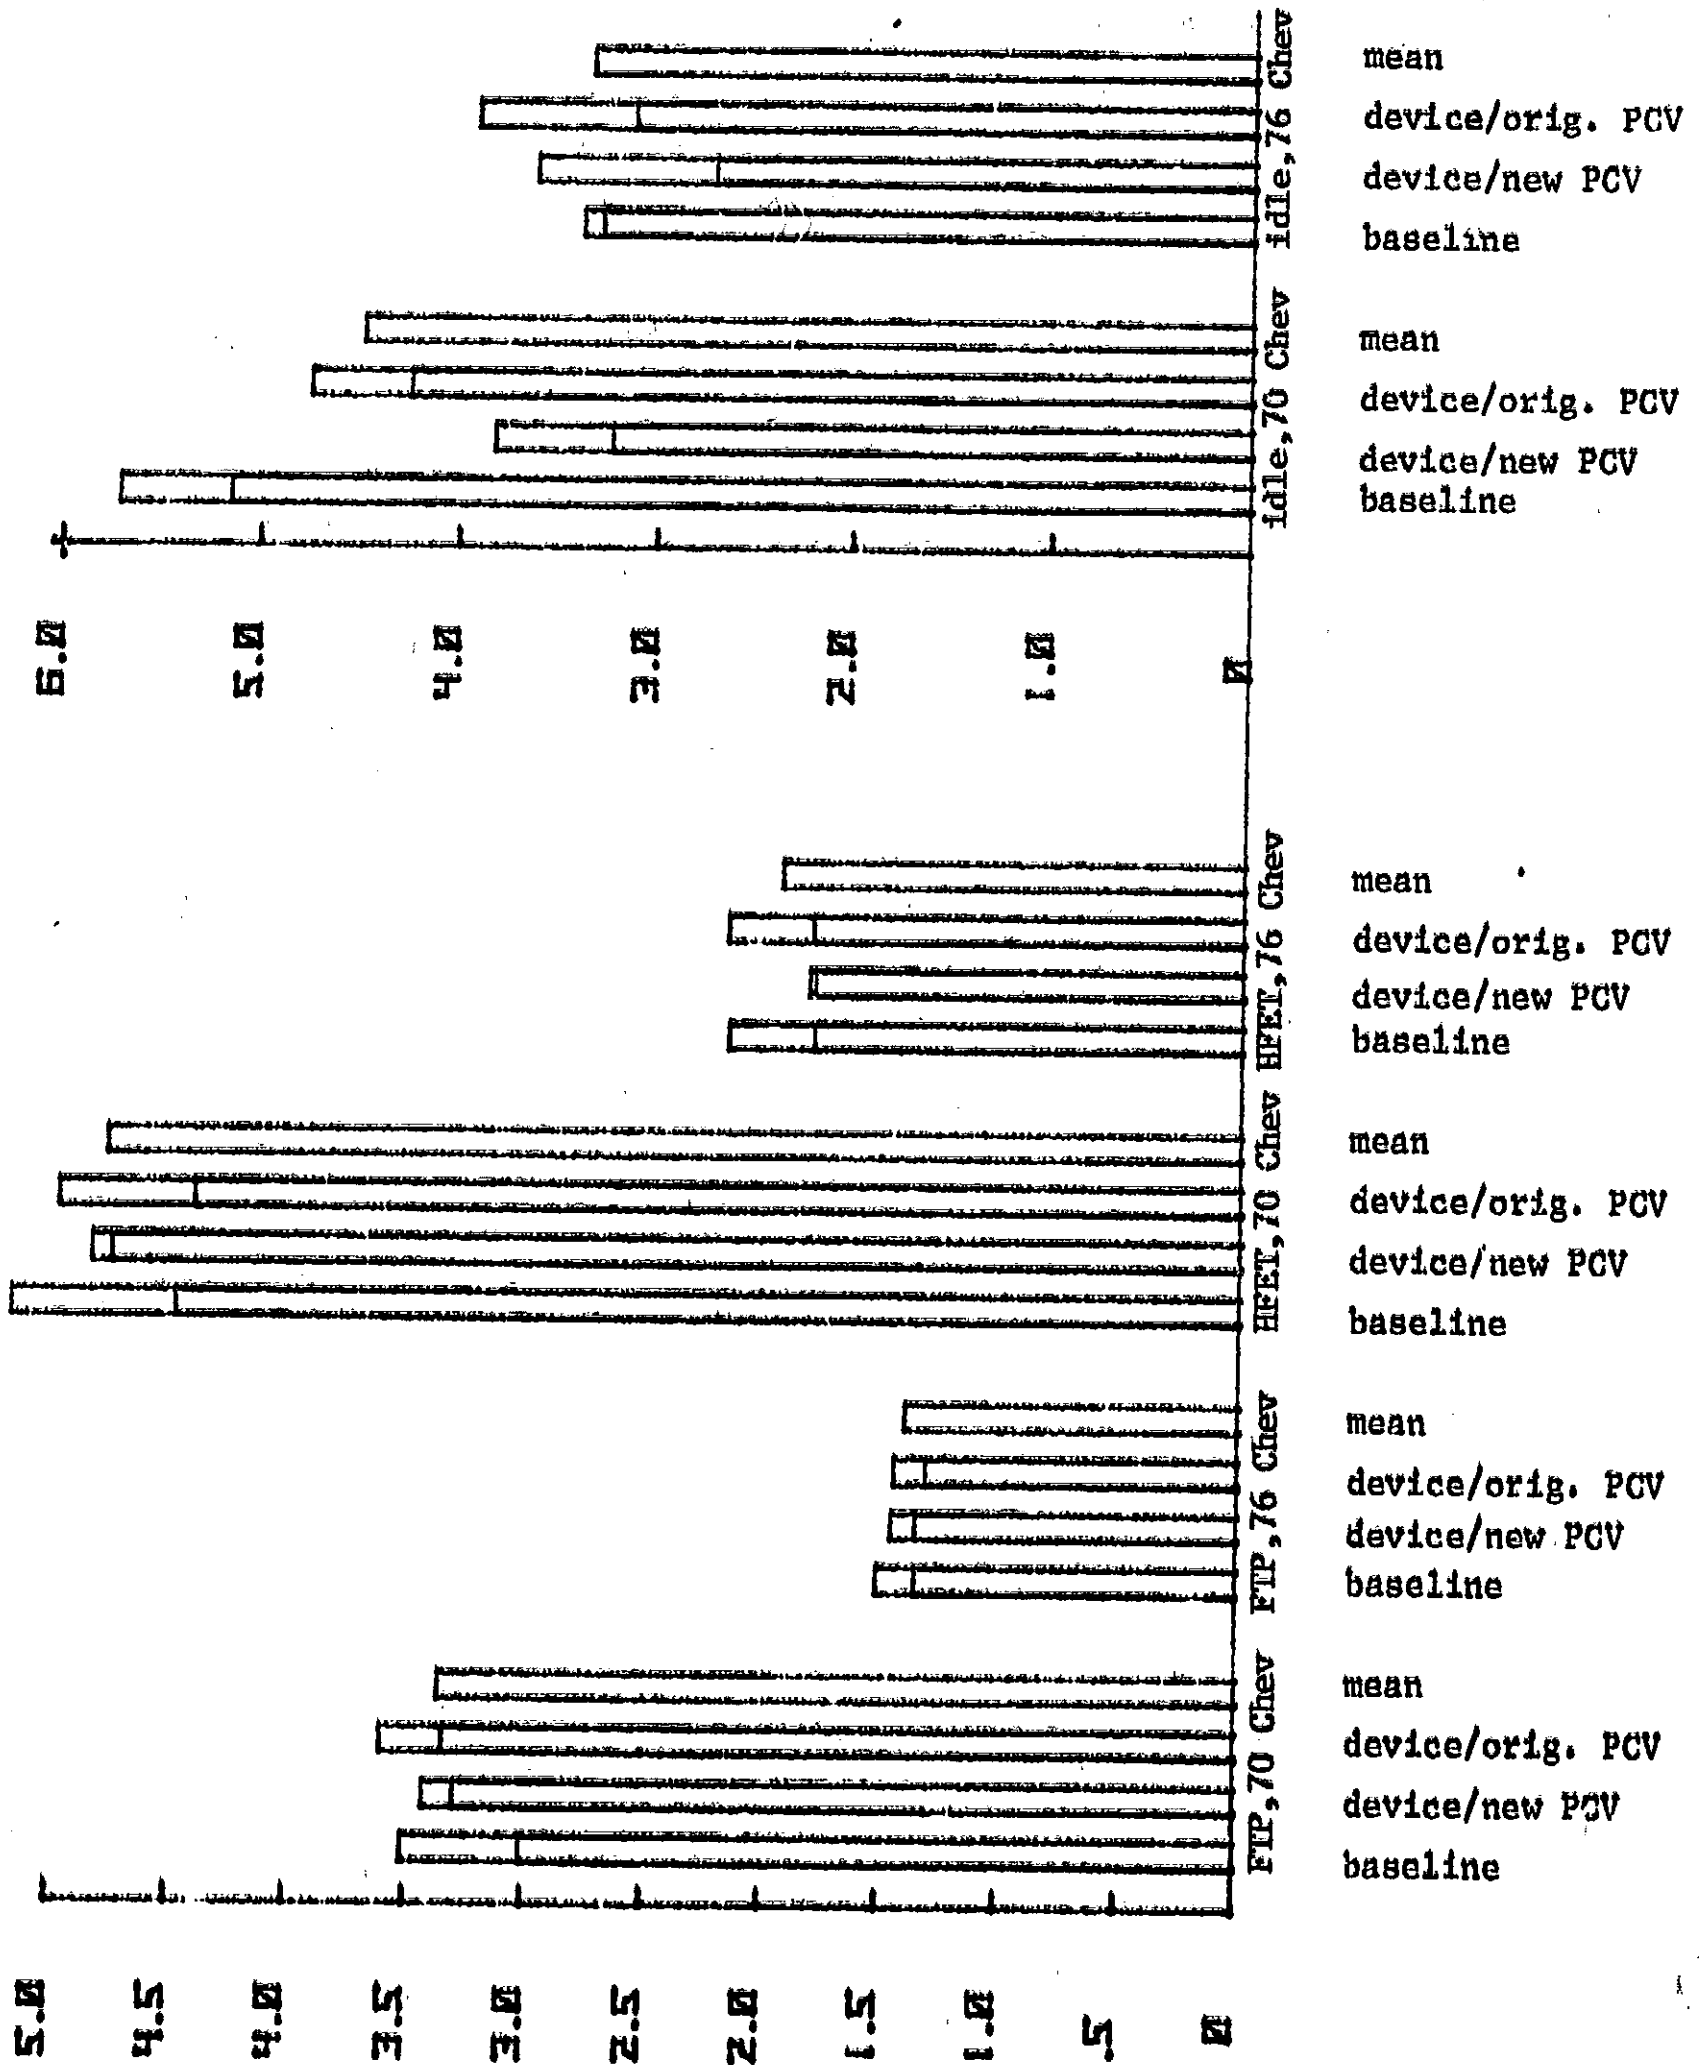 mean
device/orig. PCV
device/new PCV
baseline
idle,76 Chev
mean
device/orig. PCV
device/new PCV
baseline
idle,70 Chev
6.0
5.0
4.0
3.0
2.0
1.0
0
mean
device/orig. PCV
device/new PCV
baseline
HFET,76 Chev
mean
device/orig. PCV
device/new PCV
baseline
HFET,70 Chev
mean
device/orig. PCV
device/new PCV
baseline
FTP,76 Chev
mean
device/orig. PCV
device/new PCV
baseline
FTP,70 Chev
5.0
4.5
4.0
3.5
3.0
2.5
2.0
1.5
1.0
.5
0